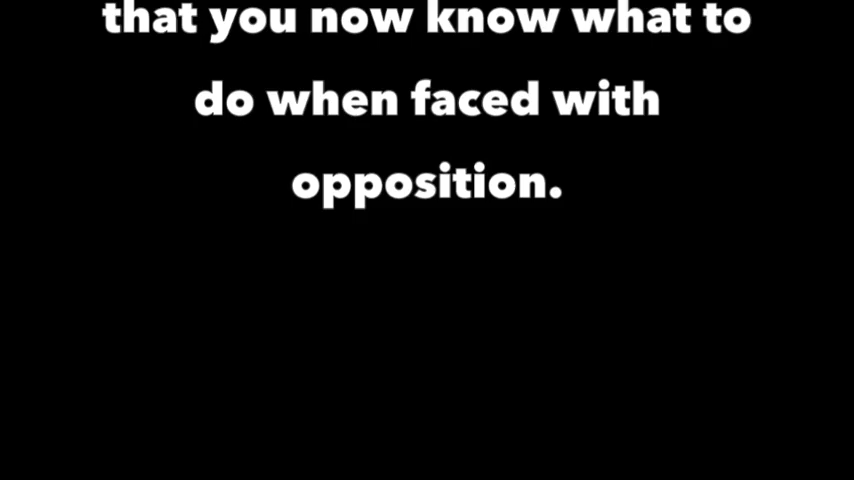 that you now know what to
do when faced with
opposition.